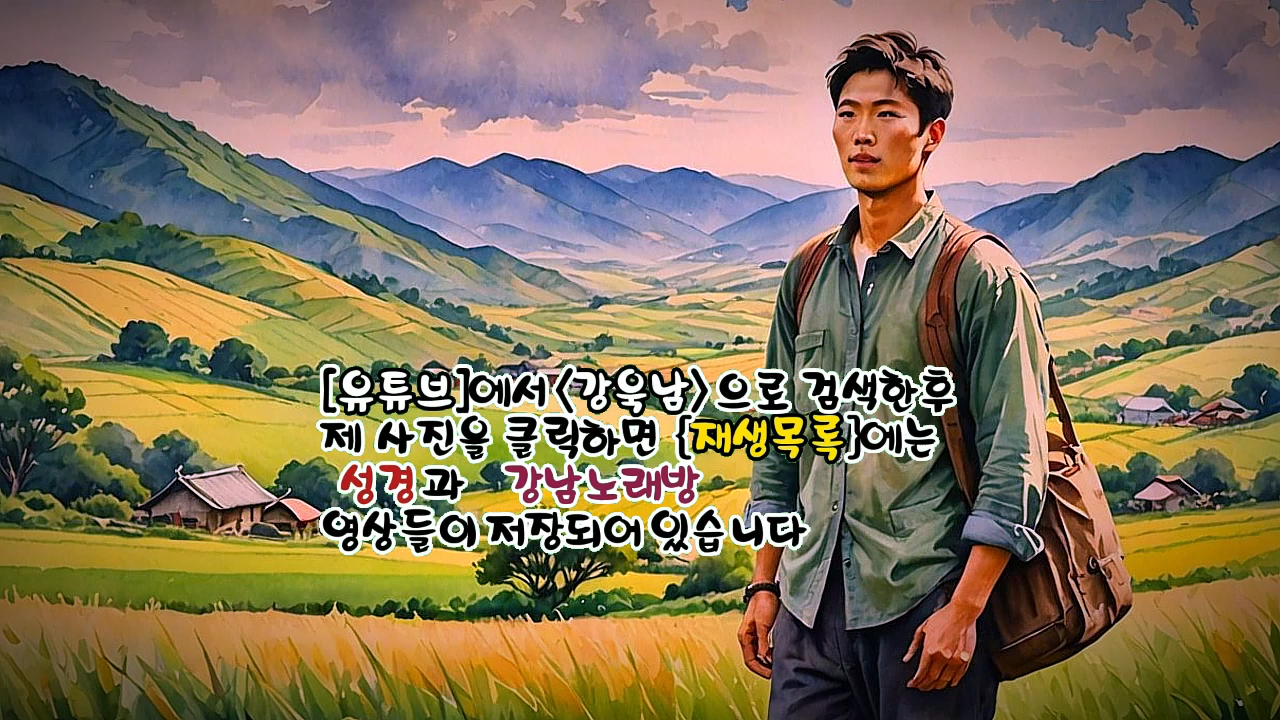 [유튜브]에서 <강욱남> 으로 검색한후
제 사진을 클릭하면 {재생목록}에는
성경과 강남노래방
영상들이 저장되어 있습니다